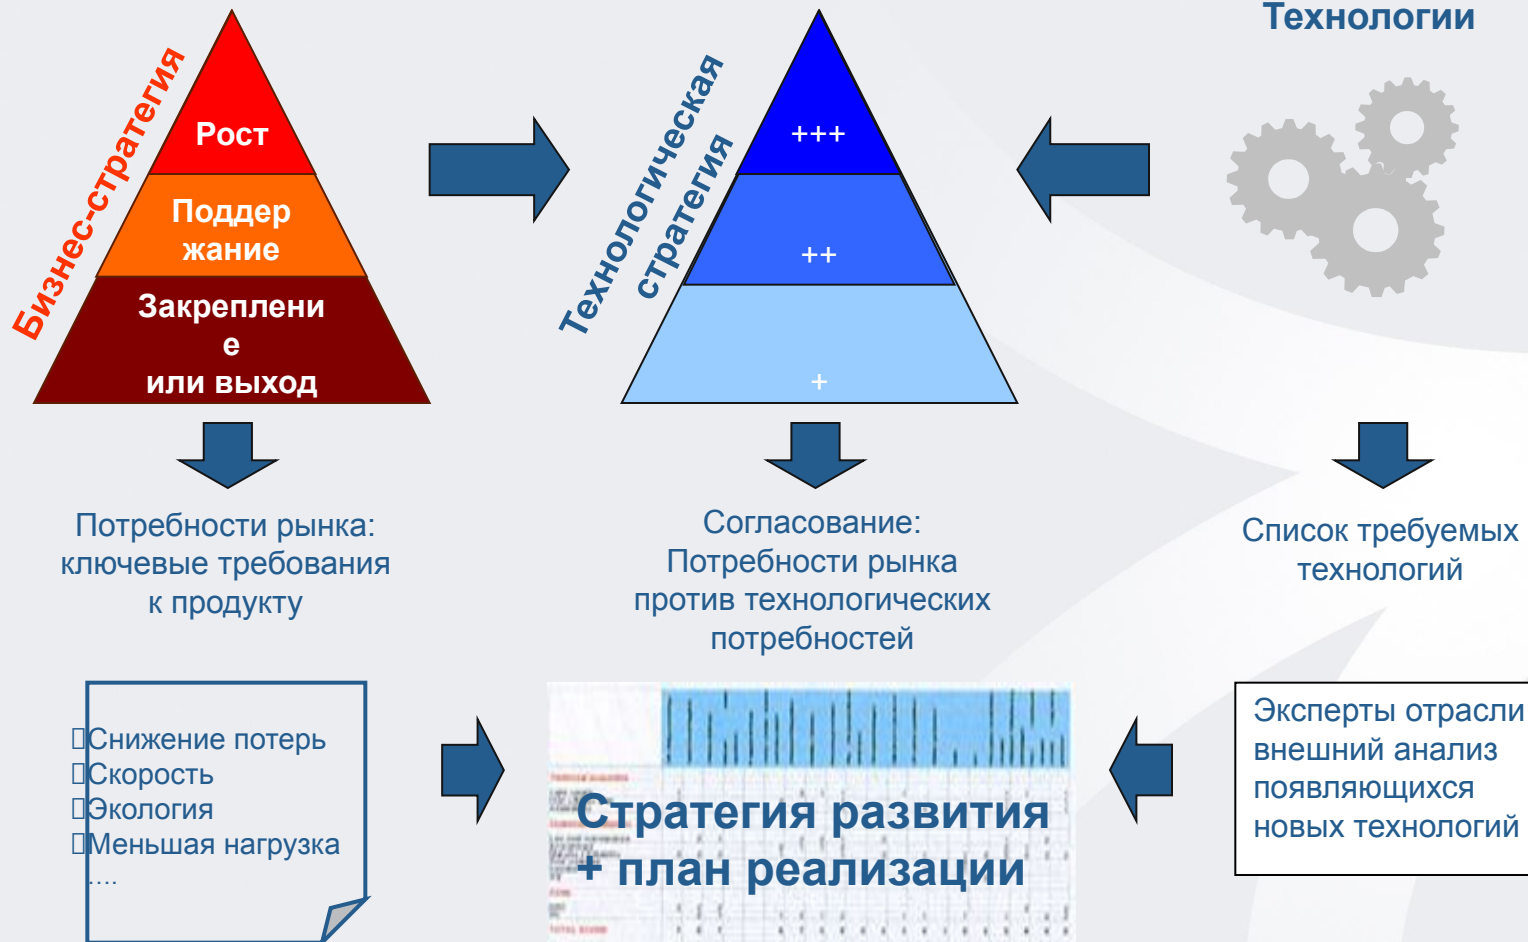 Технологии
Бизнес-стратегия
Рост
Поддер
жание
Закреплени
е
или выход
Технологическая
стратегия
+++
++
+
Потребности рынка:
ключевые требования
к продукту
Согласование:
Потребности рынка
против технологических
потребностей
Список требуемых
технологий
Снижение потерь
Скорость
Экология
Меньшая нагрузка
….
Стратегия развития
+ план реализации
TOTAL SCORE
Эксперты отрасли
внешний анализ
появляющихся
новых технологий